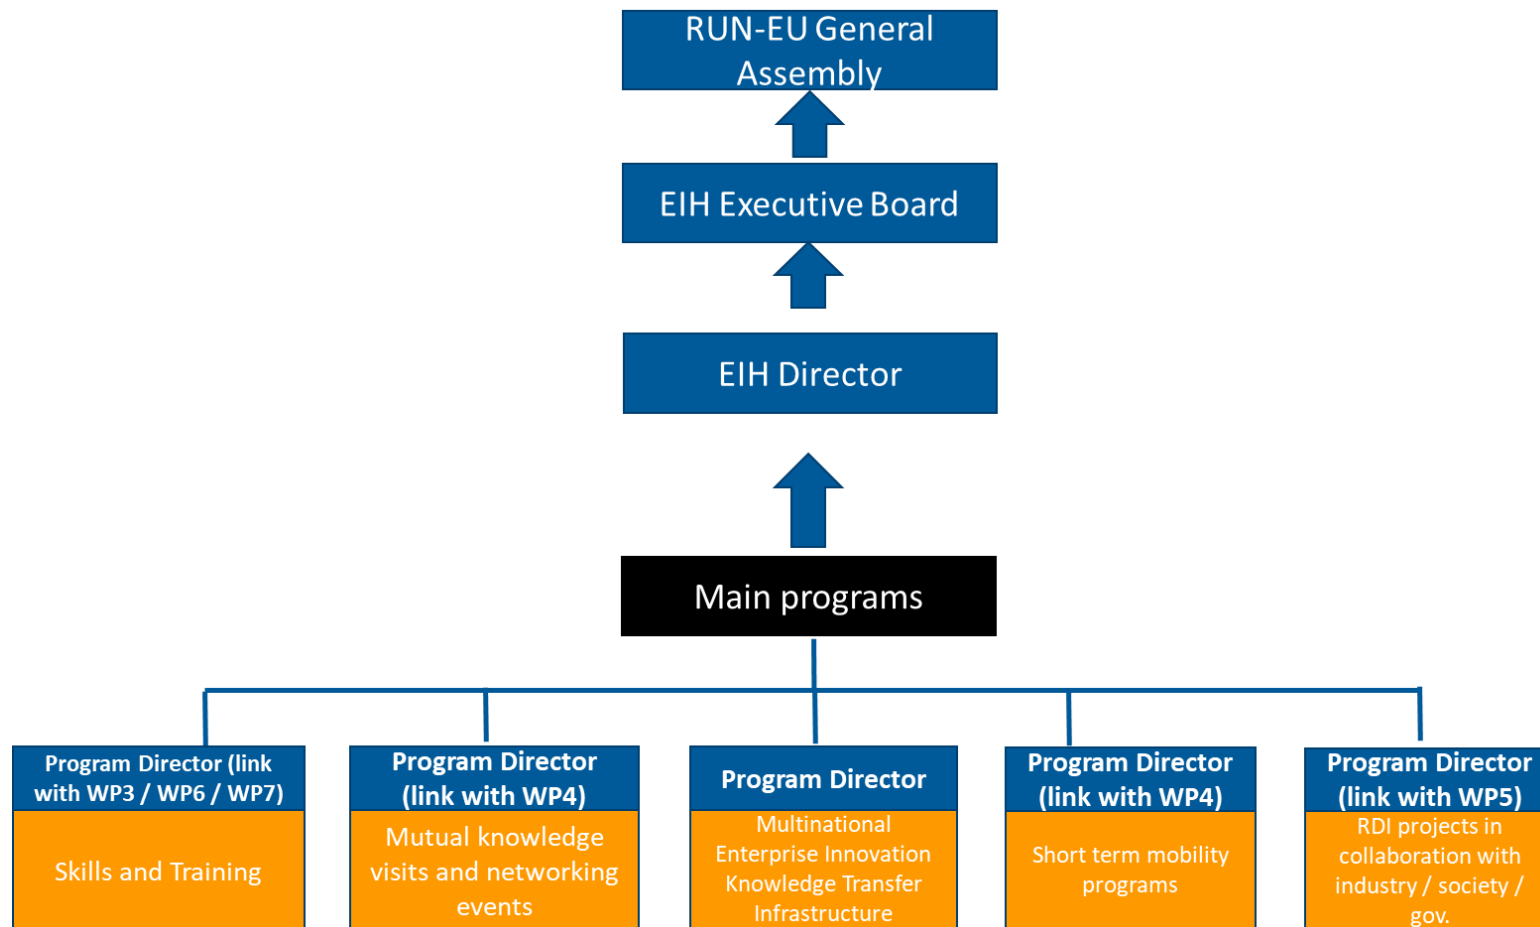 RUN-EU General
Assembly
EIH Executive Board
EIH Director
Main programs
Program Director (link
with WP3 / WP6 / WP7)
Skills and Training
Program Director
(link with WP4)
Mutual knowledge
visits and networking
events
Program Director
Multinational
Enterprise Innovation
Knowledge Transfer
Infrastructure
Program Director
(link with WP4)
Short term mobility
programs
Program Director
(link with WP5)
RDI projects in
collaboration with
industry / society /
gov.